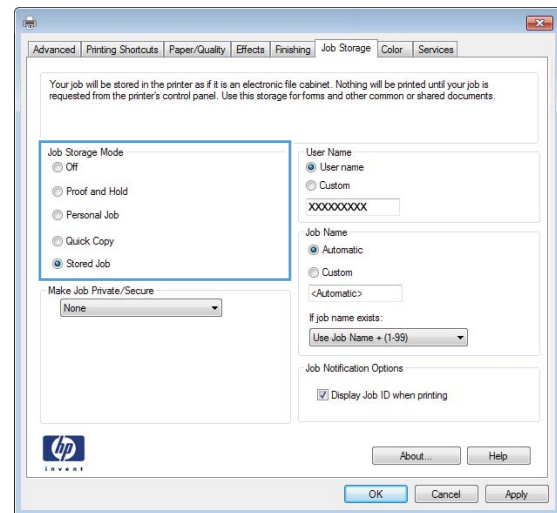 Advanced Printing Shortcuts Paper/Quality Effects Finishing Job Storage Color Services
Your job will be stored in the printer as if it is an electronic file cabinet. Nothing will be printed until your job is
requested from the printer's control panel. Use this storage for forms and other common or shared documents.
Job Storage Mode
Off
Proof and Hold
Personal Job
Quick Copy
Stored Job
Make Job Private/Secure
None
User Name
User name
Custom
XXXXXXXXX
Job Name
Automatic
Custom
<Automatic>
If job name exists:
Use Job Name + (1-99)
Job Notification Options
Display Job ID when printing
hp
invent
About... Help
OK Cancel Apply